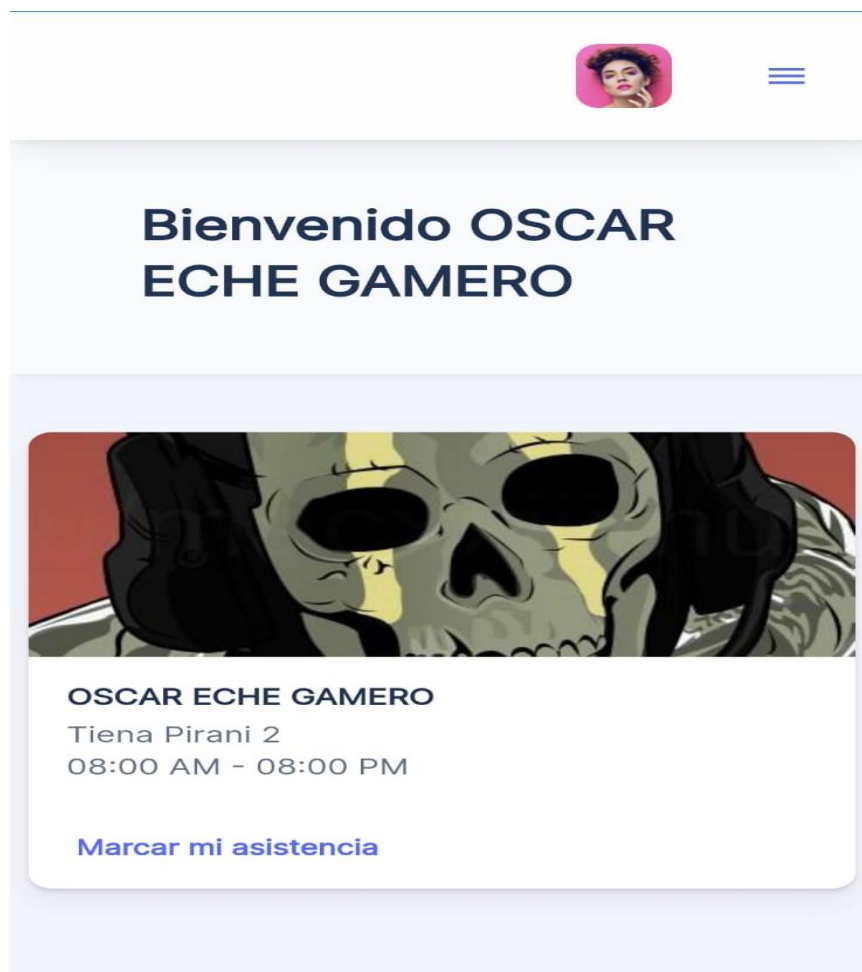 Bienvenido OSCAR
ECHE GAMERO
OSCAR ECHE GAMERO
Tiena Pirani 2
08:00 AM - 08:00 PM
Marcar mi asistencia